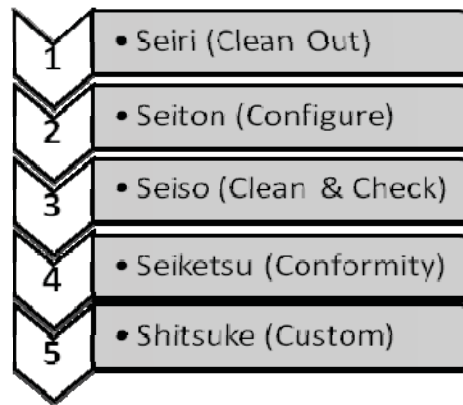 1 • Seiri (Clean Out)
2 • Seiton (Configure)
3 • Seiso (Clean & Check)
4 • Seiketsu (Conformity)
5 • Shitsuke (Custom)